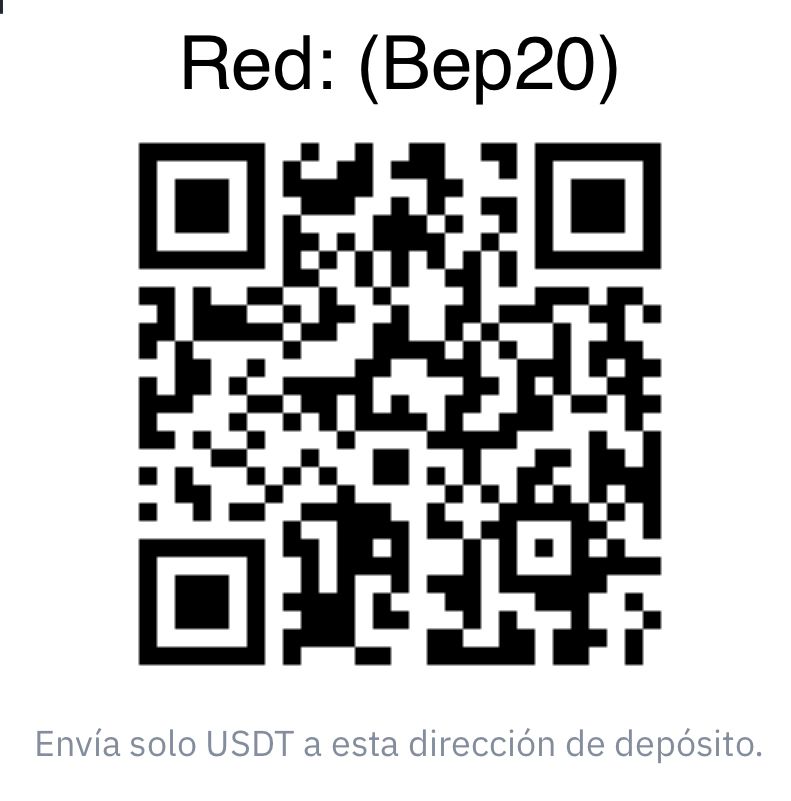 Red: (Bep20)
Envía solo USDT a esta dirección de depósito.